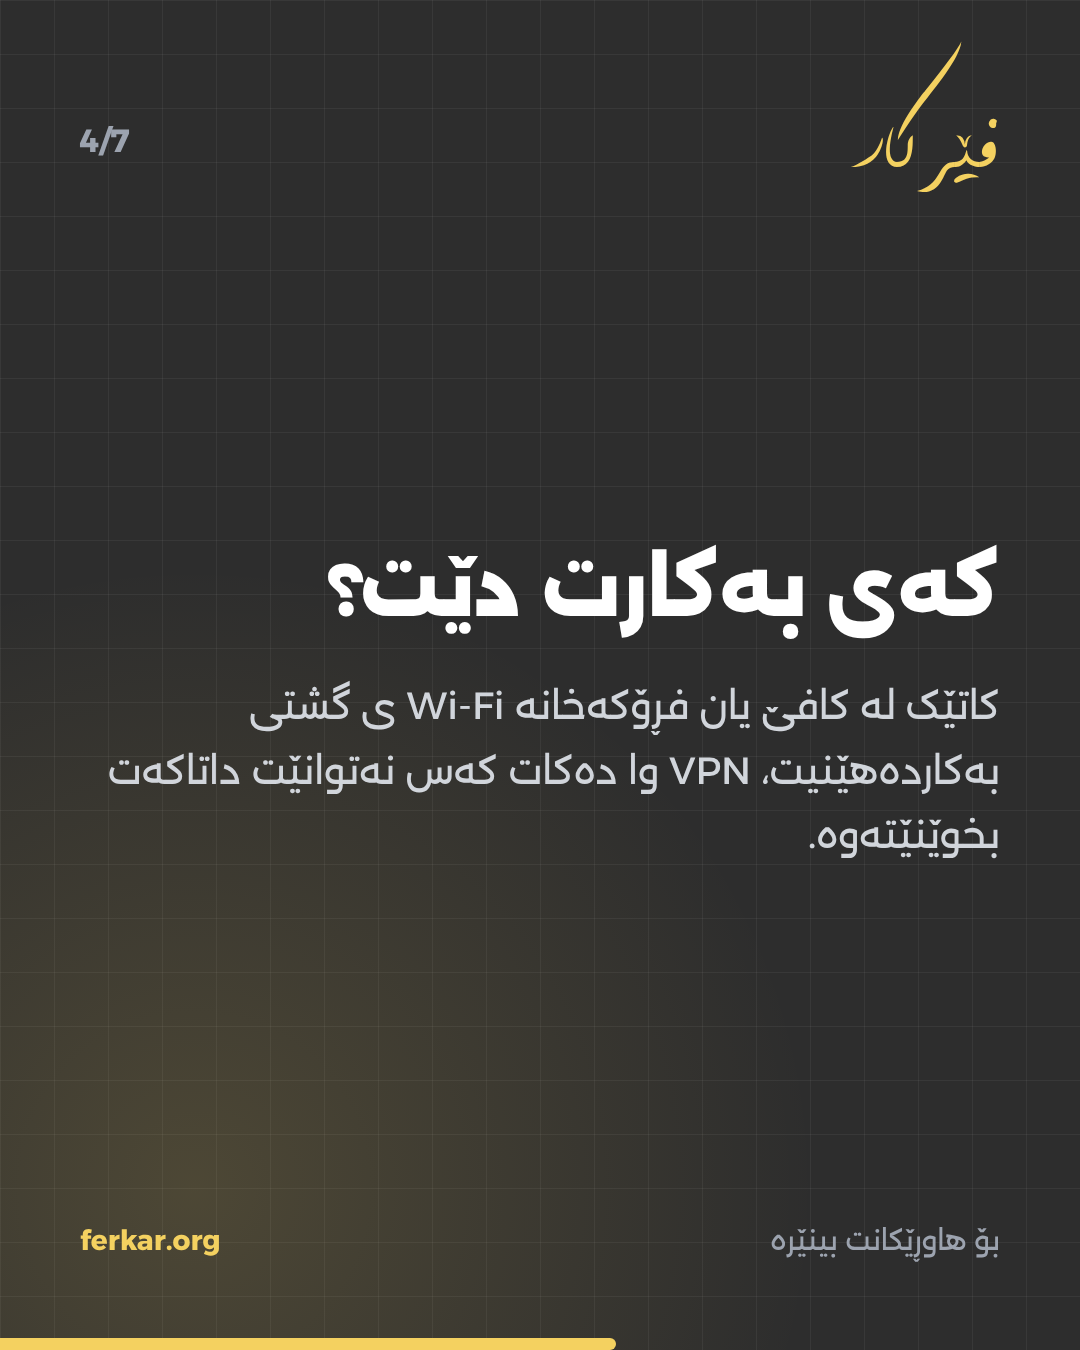 فێرکار
4/7
کەی بەکارت دێت؟
کاتێک لە کافێ یان فڕۆکەخانە Wi-Fi ی گشتی
بەکاردەهێنیت، VPN وا دەکات کەس نەتوانێت داتاکەت
بخوێنێتەوە.
بۆ هاوڕێکانت بینێرە
ferkar.org